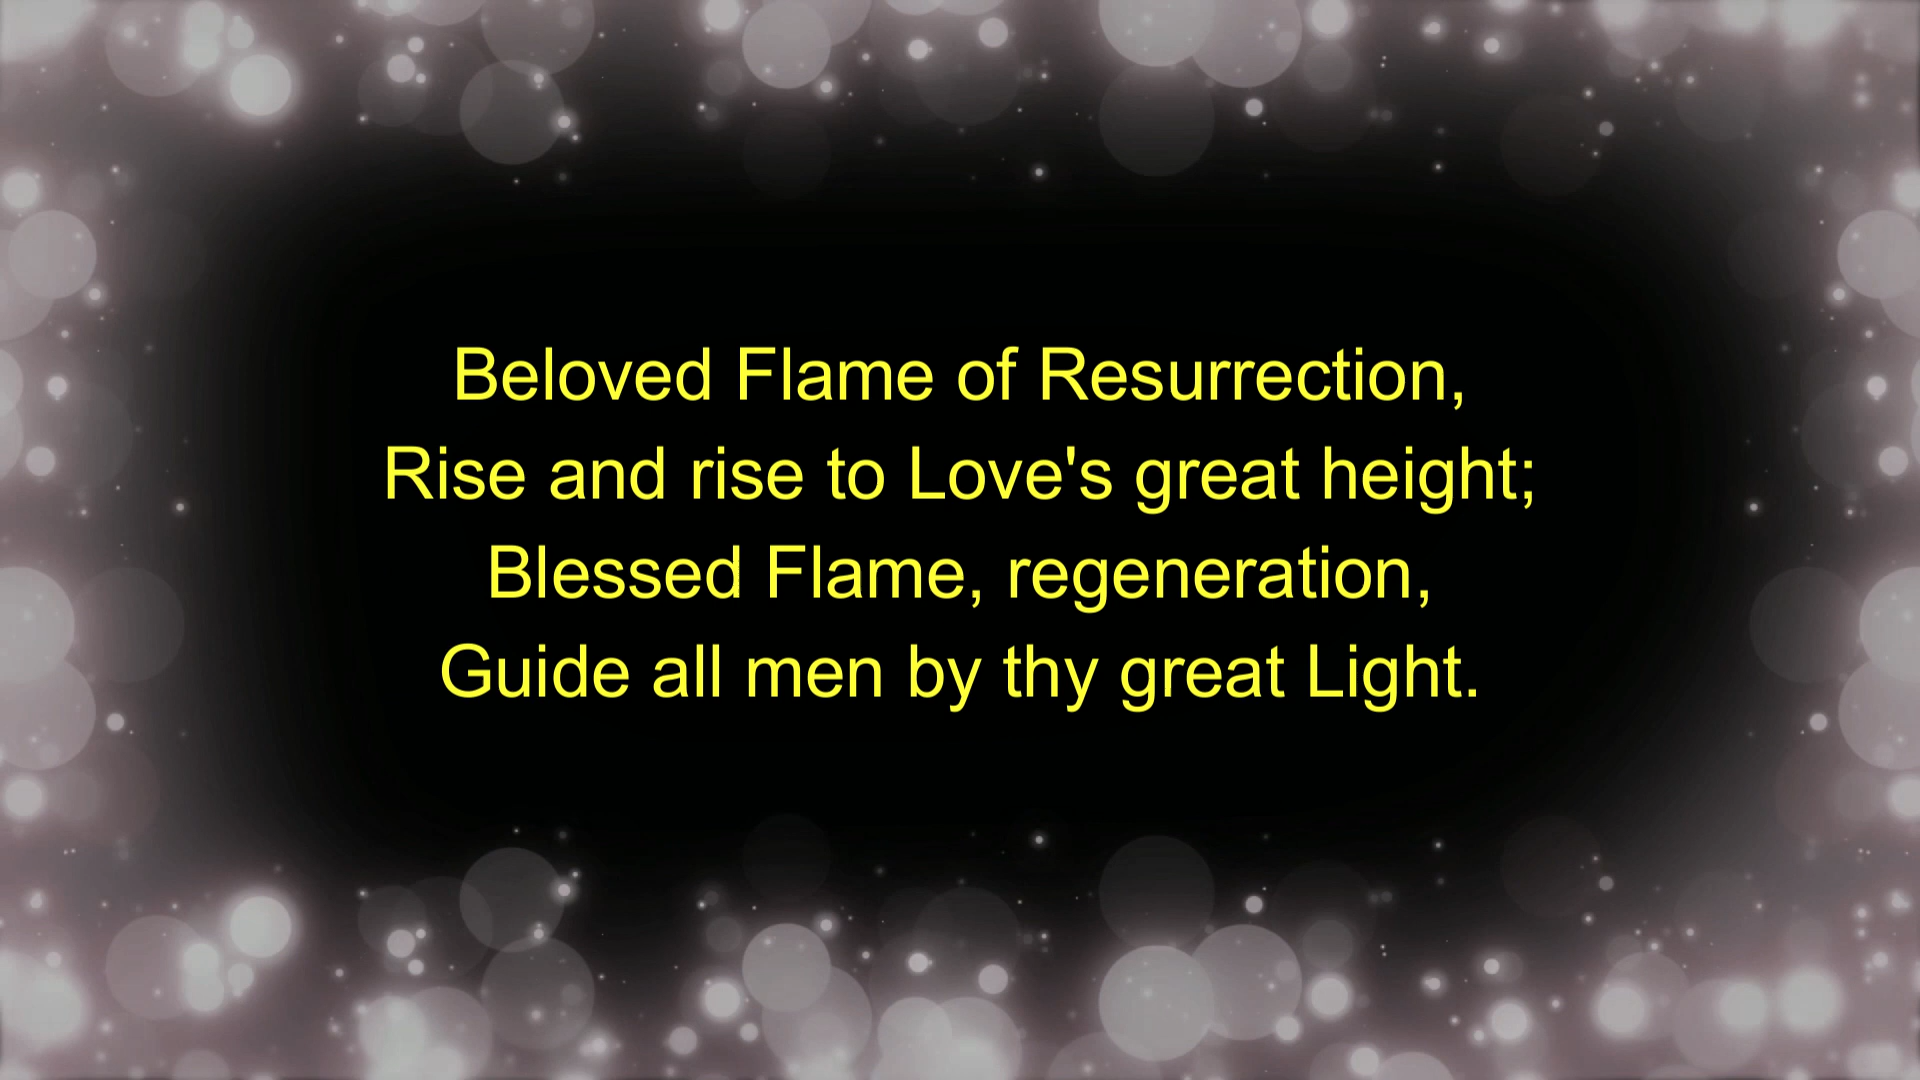 Beloved Flame of Resurrection,
Rise and rise to Love's great height;
Blessed Flame, regeneration,
Guide all men by thy great Light.